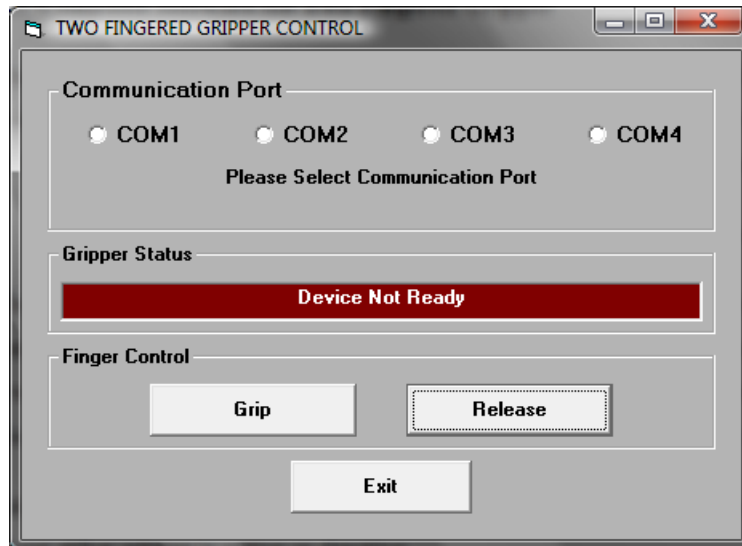 TWO FINGERED GRIPPER CONTROL
Communication Port
COM1 COM2 COM3 COM4
Please Select Communication Port
Gripper Status
Device Not Ready
Finger Control
Grip Release
Exit